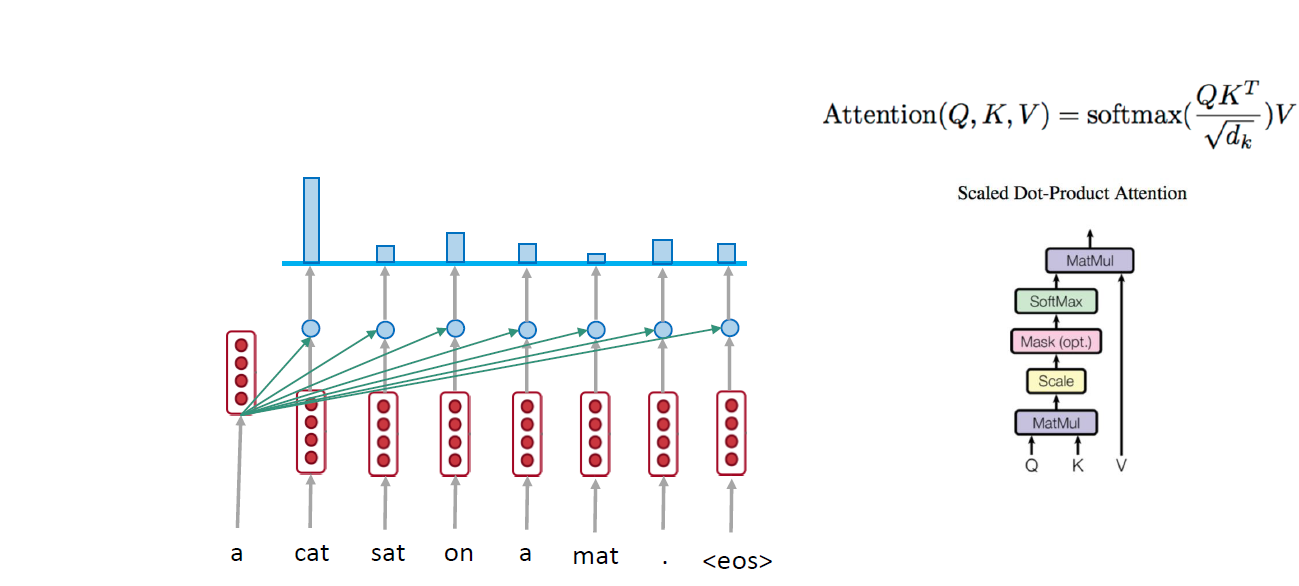 Attention(Q, K, V) = softmax(QK^T / √d_k)V
Scaled Dot-Product Attention
MatMul
SoftMax
Mask (opt.)
Scale
MatMul
Q K V
a cat sat on a mat . <eos>